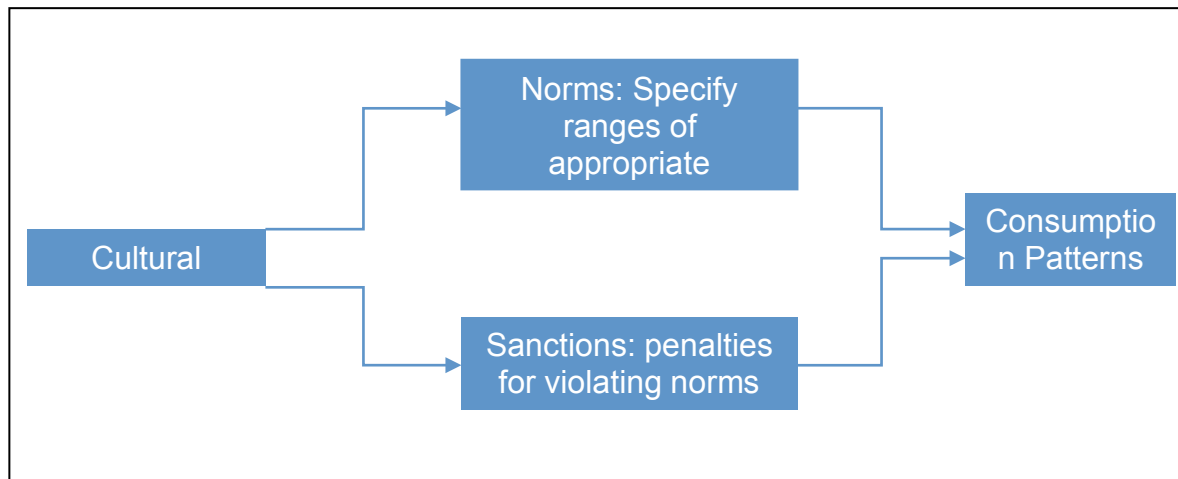 Norms: Specify
ranges of
appropriate
Cultural
Consumptio
n Patterns
Sanctions: penalties
for violating norms